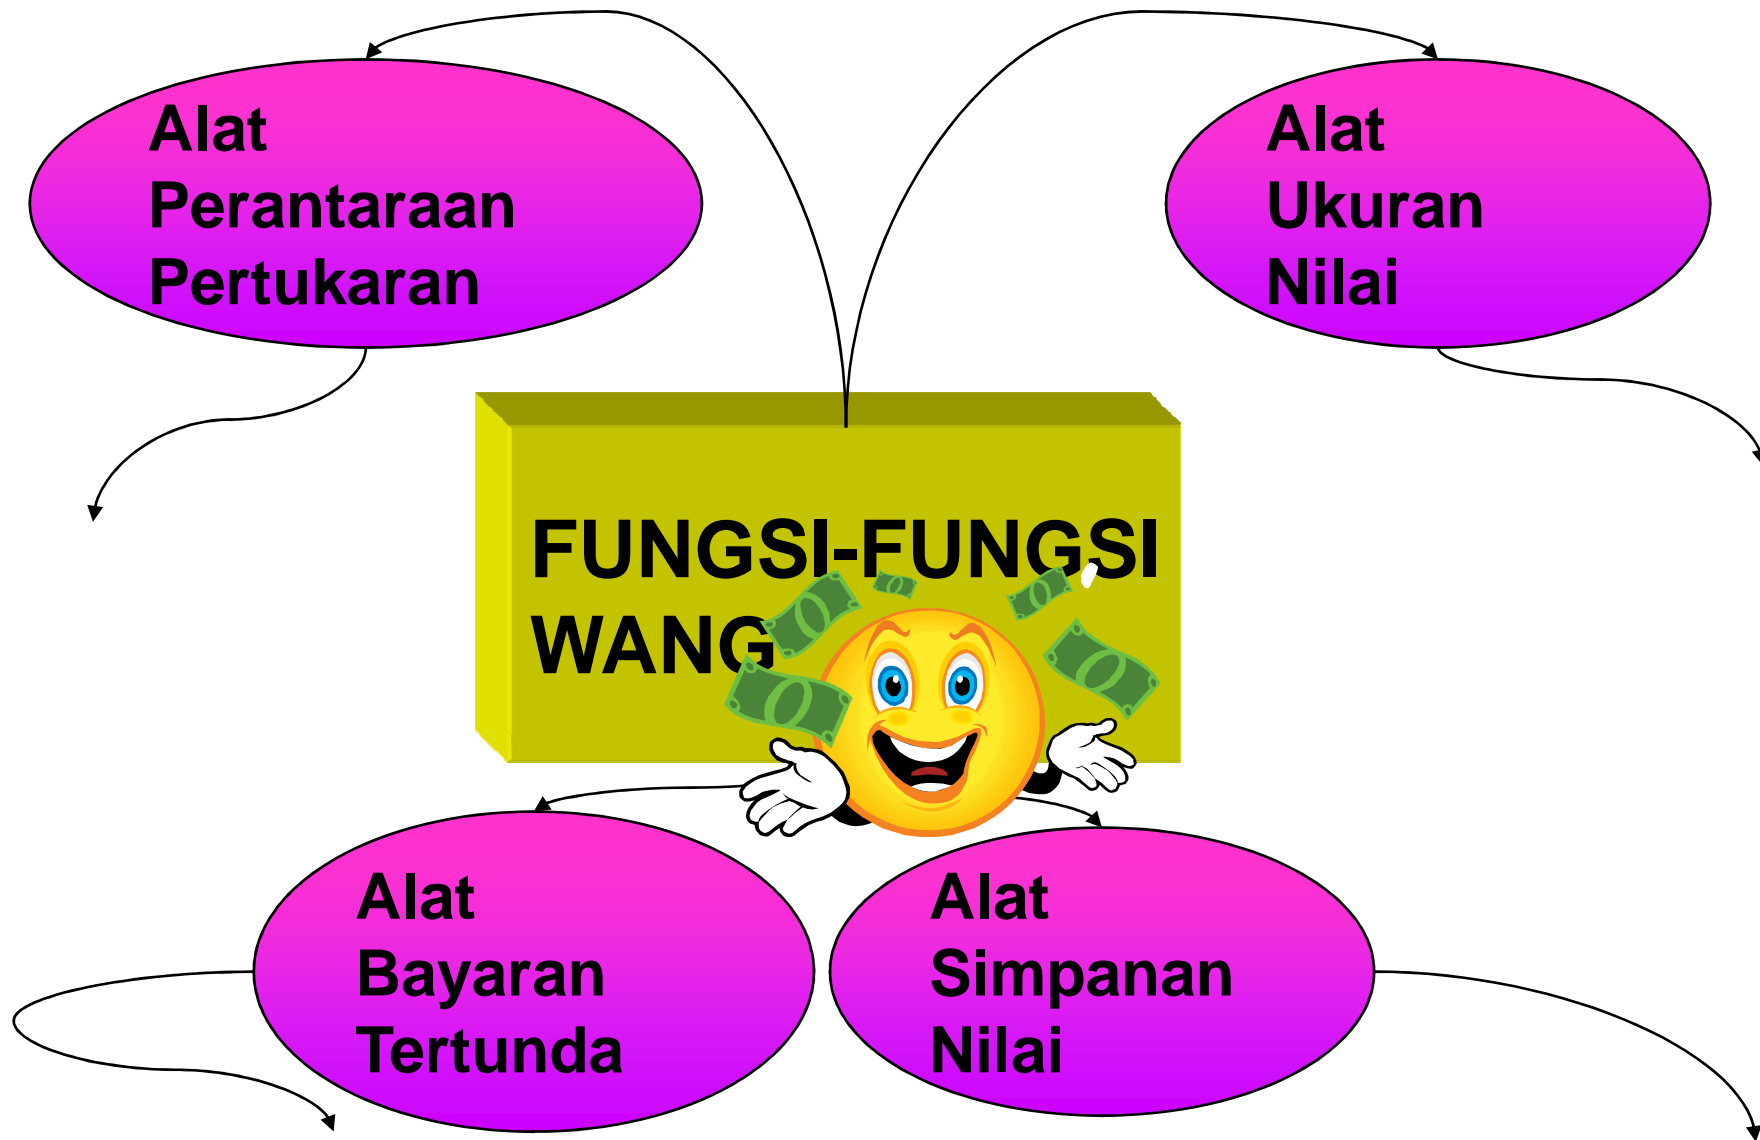 Alat
Perantaraan
Pertukaran
Alat
Ukuran
Nilai
FUNGSI-FUNGSI
WANG
Alat
Bayaran
Tertunda
Alat
Simpanan
Nilai